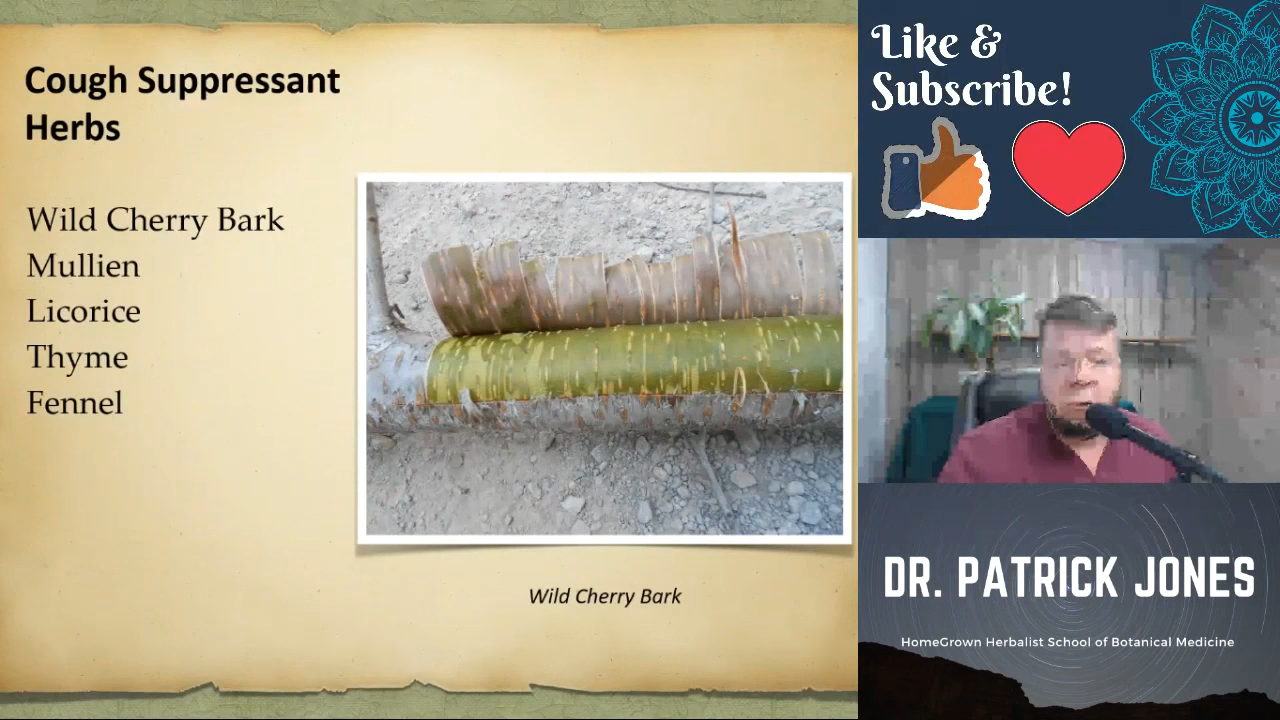 Cough Suppressant
Herbs
Wild Cherry Bark
Mullien
Licorice
Thyme
Fennel
Wild Cherry Bark
Like &
Subscribe!
DR. PATRICK JONES
HomeGrown Herbalist School of Botanical Medicine